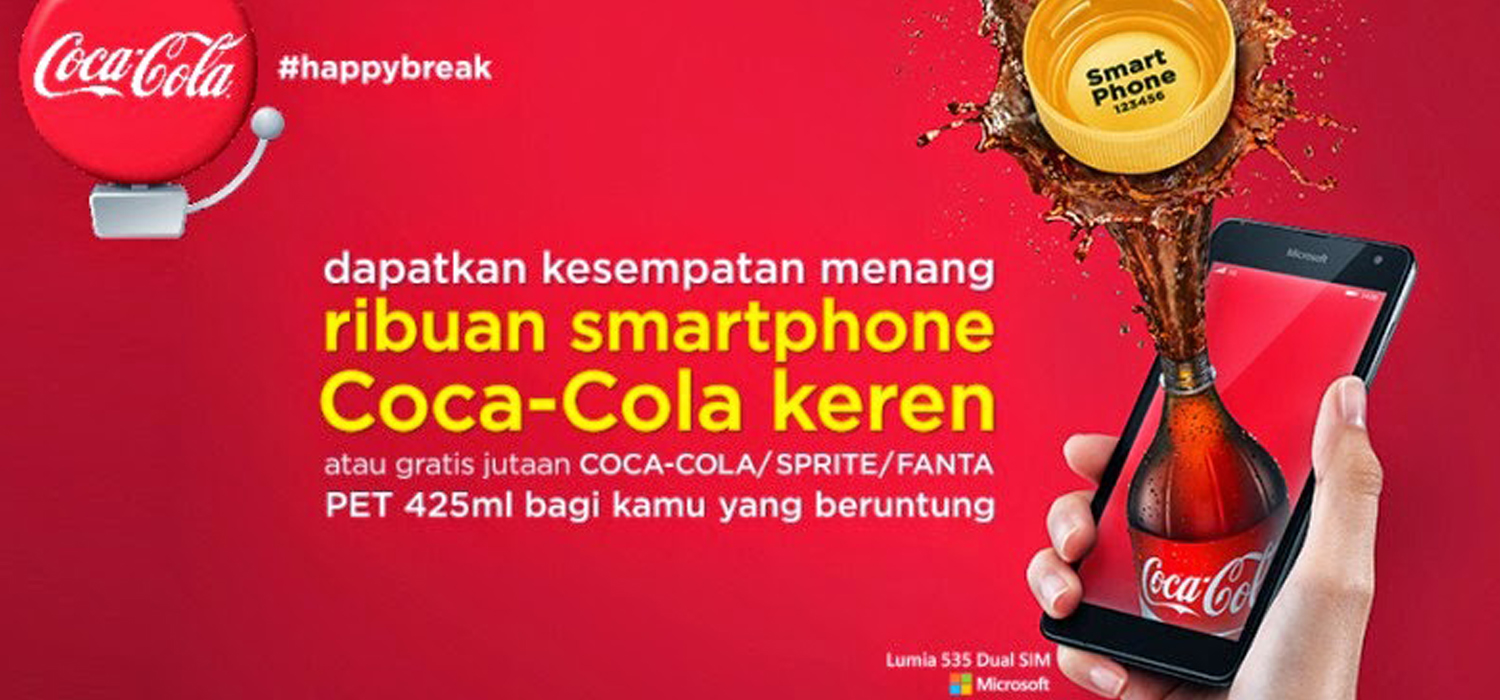 Coca-Cola
#happybreak
Smart
Phone
123456
dapatkan kesempatan menang
ribuan smartphone
Coca-Cola keren
atau gratis jutaan COCA-COLA/SPRITE/FANTA
PET 425ml bagi kamu yang beruntung
Microsoft
Coca-Col
Lumia 535 Dual SIM
Microsoft